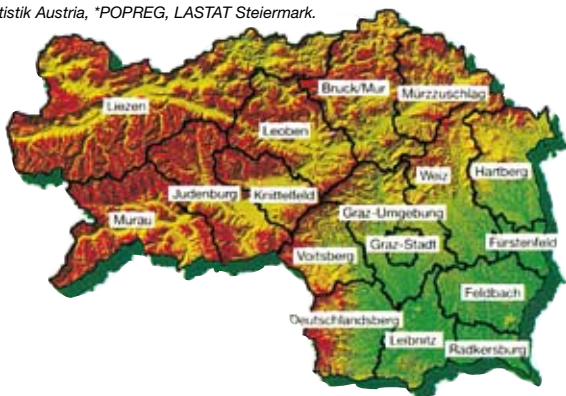 tistik Austria, *POPREG, LASTAT Steiermark.
Bruck/Mur
Mürzzuschlag
Liezen
Leoben
Weiz
Hartberg
Judenburg
Knittelfeld
Murau
Graz-Umgebung
Graz-Stadt
Fürstenfeld
Voitsberg
Feldbach
Deutschlandsberg
Leibnitz
Radkersburg